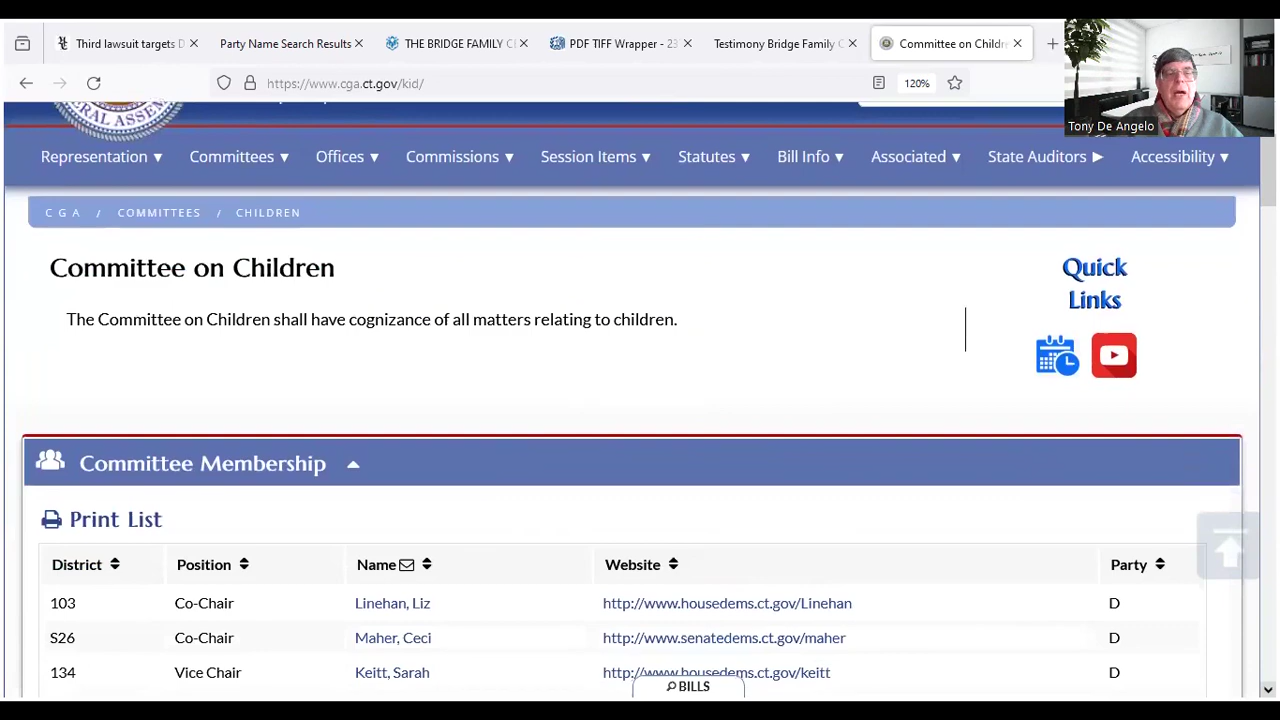 Third lawsuit targets D
Party Name Search Results
THE BRIDGE FAMILY C
PDF TIFF Wrapper - 23
Testimony Bridge Family C
Committee on Childr
https://www.cga.ct.gov/kid/
120%
Tony De Angelo
RAL ASSE
Representation
Committees
Offices
Commissions
Session Items
Statutes
Bill Info
Associated
State Auditors
Accessibility
CGA / COMMITTEES / CHILDREN
Committee on Children
Quick
Links
The Committee on Children shall have cognizance of all matters relating to children.
Committee Membership
Print List
District Position Name Website Party
103 Co-Chair Linehan, Liz http://www.housedems.ct.gov/Linehan D
S26 Co-Chair Maher, Ceci http://www.senatedems.ct.gov/maher D
134 Vice Chair Keitt, Sarah http://www.housedems.ct.gov/keitt D
BILLS